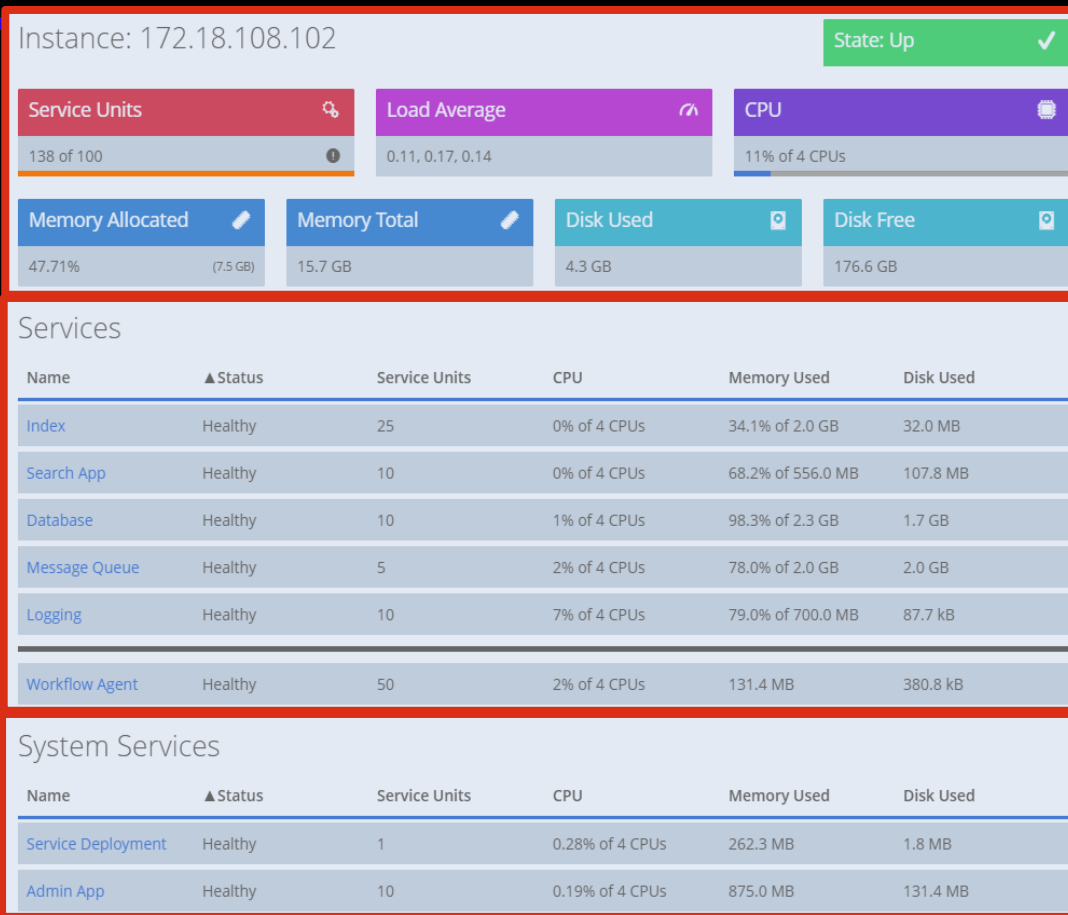 Instance: 172.18.108.102
State: Up
Service Units
Load Average
CPU
138 of 100
0.11, 0.17, 0.14
11% of 4 CPUs
Memory Allocated
Memory Total
Disk Used
Disk Free
47.71% (7.5 GB)
15.7 GB
4.3 GB
176.6 GB
Services
Name ▲Status Service Units CPU Memory Used Disk Used
Index Healthy 25 0% of 4 CPUs 34.1% of 2.0 GB 32.0 MB
Search App Healthy 10 0% of 4 CPUs 68.2% of 556.0 MB 107.8 MB
Database Healthy 10 1% of 4 CPUs 98.3% of 2.3 GB 1.7 GB
Message Queue Healthy 5 2% of 4 CPUs 78.0% of 2.0 GB 2.0 GB
Logging Healthy 10 7% of 4 CPUs 79.0% of 700.0 MB 87.7 kB
Workflow Agent Healthy 50 2% of 4 CPUs 131.4 MB 380.8 kB
System Services
Name ▲Status Service Units CPU Memory Used Disk Used
Service Deployment Healthy 1 0.28% of 4 CPUs 262.3 MB 1.8 MB
Admin App Healthy 10 0.19% of 4 CPUs 875.0 MB 131.4 MB